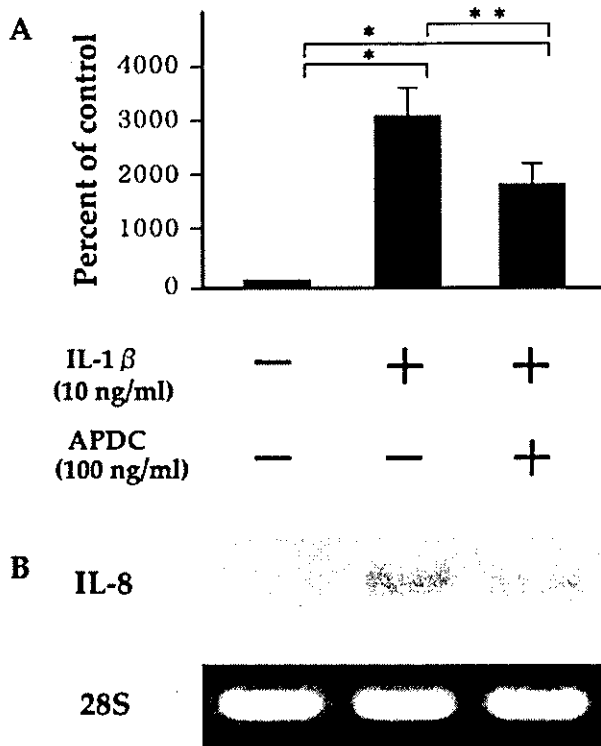 A
* *
*
*
Percent of control
4000
3000
2000
1000
0
IL-1 β
(10 ng/ml)
− + +
APDC
(100 ng/ml)
− − +
B
IL-8
28S